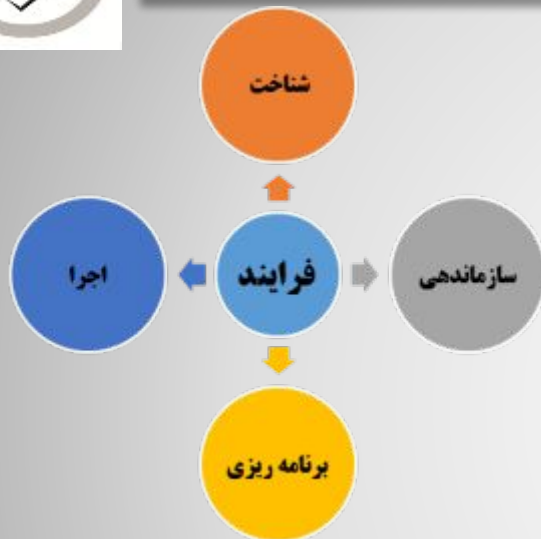 شناخت
سازماندهی
فرایند
اجرا
برنامه ریزی